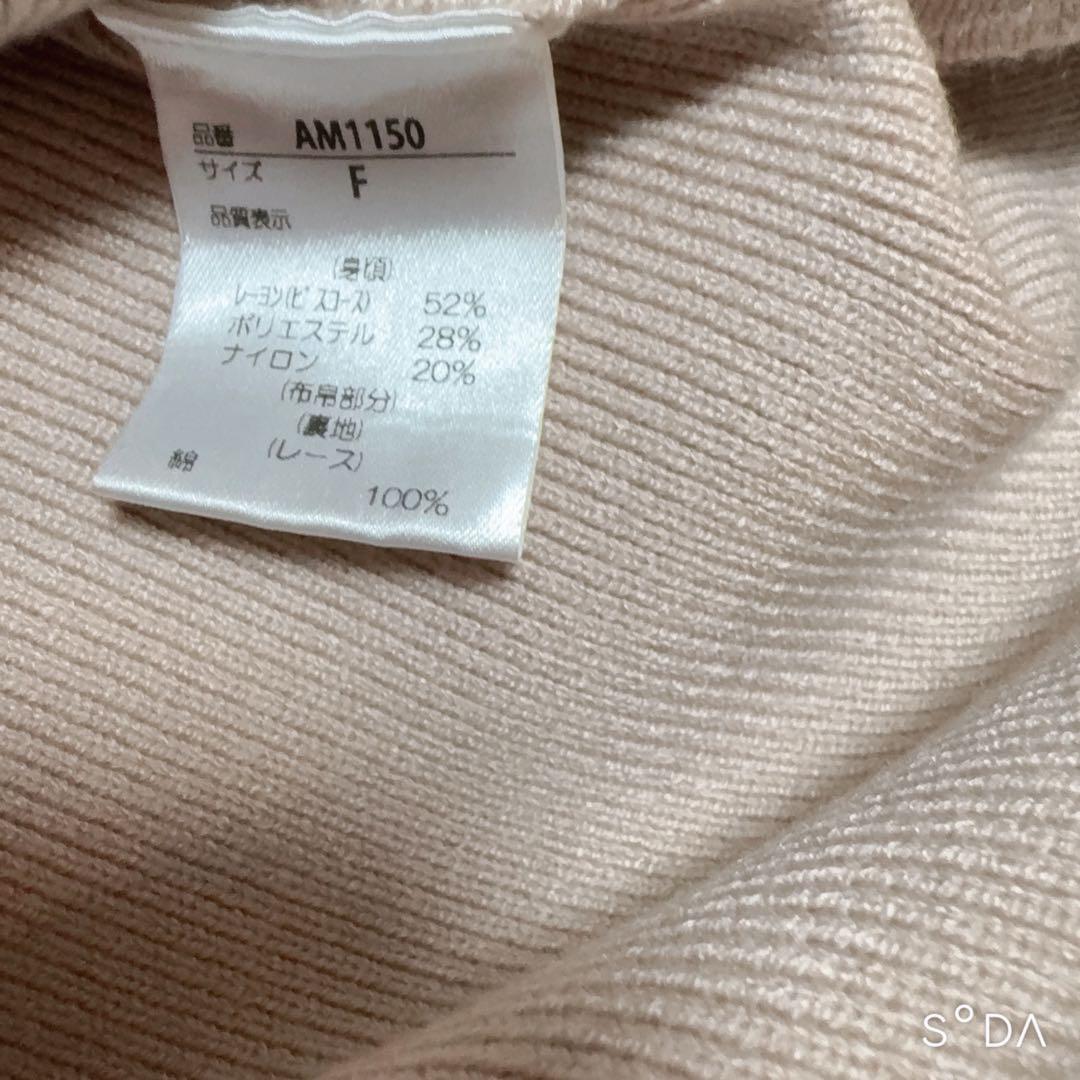 品番 AM1150
サイズ F
品質表示
(身頃)
ﾚｰﾖﾝ(ﾋﾞｽｺｰｽ) 52%
ポリエステル 28%
ナイロン 20%
(布帛部分)
(裏地)
(レース)
綿
100%
S°DΛ